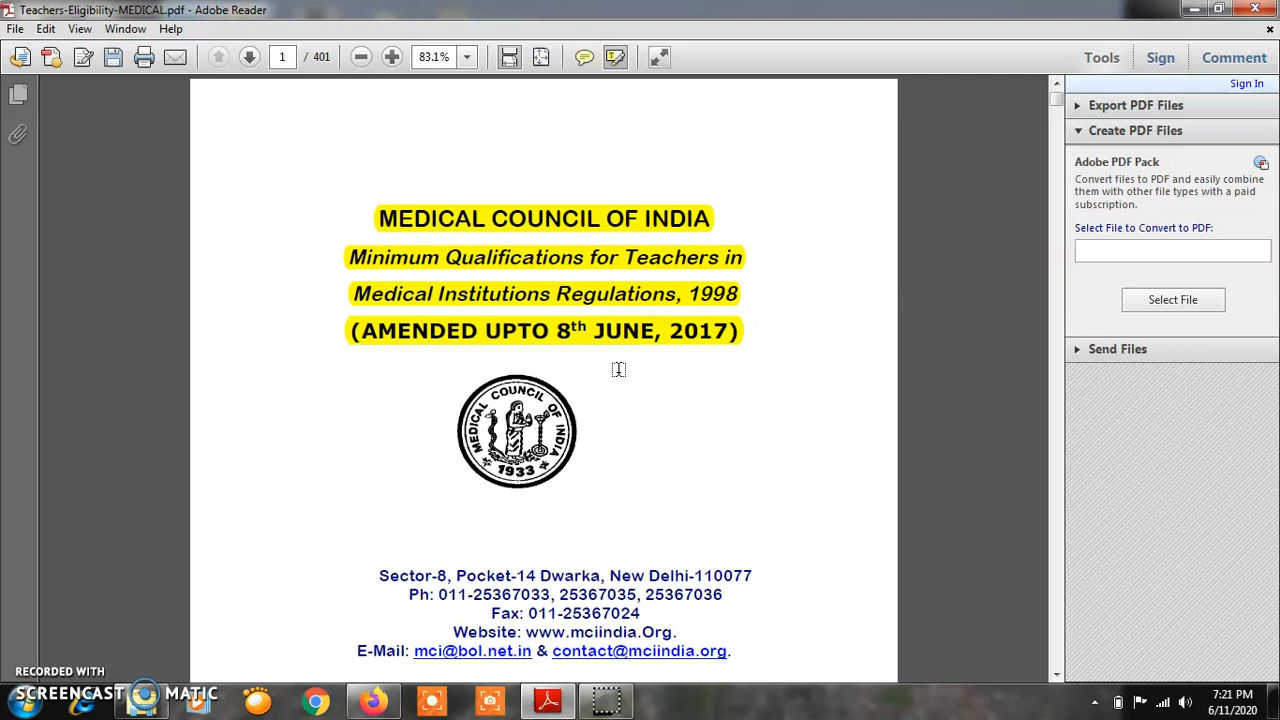 Teachers-Eligibility-MEDICAL.pdf - Adobe Reader
File Edit View Window Help
1 / 401 83.1% Tools Sign Comment
Sign In
Export PDF Files
Create PDF Files
Adobe PDF Pack
Convert files to PDF and easily combine
them with other file types with a paid
subscription.
Select File to Convert to PDF:
Select File
Send Files
MEDICAL COUNCIL OF INDIA
Minimum Qualifications for Teachers in
Medical Institutions Regulations, 1998
(AMENDED UPTO 8th JUNE, 2017)
MEDICAL COUNCIL OF INDIA
1933
Sector-8, Pocket-14 Dwarka, New Delhi-110077
Ph: 011-25367033, 25367035, 25367036
Fax: 011-25367024
Website: www.mciindia.Org.
E-Mail: mci@bol.net.in & contact@mciindia.org.
RECORDED WITH
SCREENCAST MATIC
7:21 PM
6/11/2020